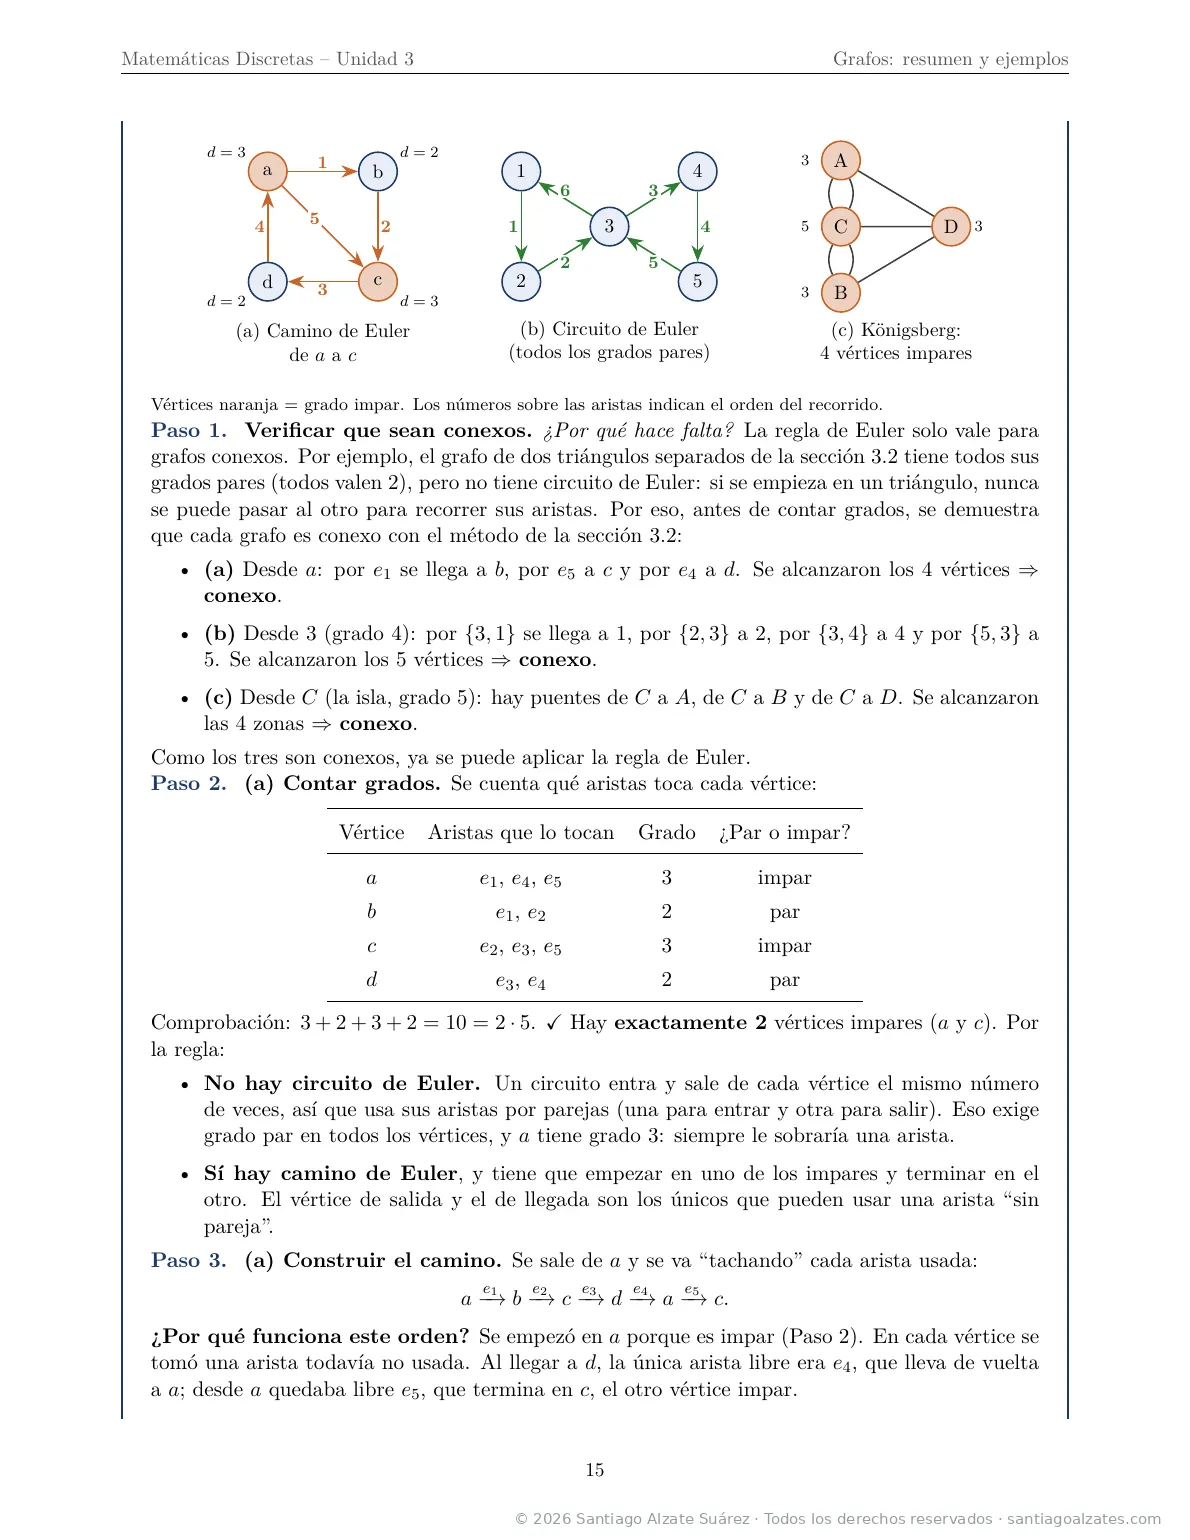 Matemáticas Discretas – Unidad 3
Grafos: resumen y ejemplos
d = 3
a
1
b
d = 2
4
5
2
d
3
c
d = 2
d = 3
(a) Camino de Euler
de a a c
1
4
6
3
1
3
4
2
5
2
5
(b) Circuito de Euler
(todos los grados pares)
3
A
5
C
D
3
3
B
(c) Königsberg:
4 vértices impares
Vértices naranja = grado impar. Los números sobre las aristas indican el orden del recorrido.
Paso 1. Verificar que sean conexos. ¿Por qué hace falta? La regla de Euler solo vale para
grafos conexos. Por ejemplo, el grafo de dos triángulos separados de la sección 3.2 tiene todos sus
grados pares (todos valen 2), pero no tiene circuito de Euler: si se empieza en un triángulo, nunca
se puede pasar al otro para recorrer sus aristas. Por eso, antes de contar grados, se demuestra
que cada grafo es conexo con el método de la sección 3.2:
• (a) Desde a: por e₁ se llega a b, por e₅ a c y por e₄ a d. Se alcanzaron los 4 vértices ⇒
conexo.
• (b) Desde 3 (grado 4): por {3, 1} se llega a 1, por {2, 3} a 2, por {3, 4} a 4 y por {5, 3} a
5. Se alcanzaron los 5 vértices ⇒ conexo.
• (c) Desde C (la isla, grado 5): hay puentes de C a A, de C a B y de C a D. Se alcanzaron
las 4 zonas ⇒ conexo.
Como los tres son conexos, ya se puede aplicar la regla de Euler.
Paso 2. (a) Contar grados. Se cuenta qué aristas toca cada vértice:
Vértice Aristas que lo tocan Grado ¿Par o impar?
a e₁, e₄, e₅ 3 impar
b e₁, e₂ 2 par
c e₂, e₃, e₅ 3 impar
d e₃, e₄ 2 par
Comprobación: 3 + 2 + 3 + 2 = 10 = 2 · 5. ✓ Hay exactamente 2 vértices impares (a y c). Por
la regla:
• No hay circuito de Euler. Un circuito entra y sale de cada vértice el mismo número
de veces, así que usa sus aristas por parejas (una para entrar y otra para salir). Eso exige
grado par en todos los vértices, y a tiene grado 3: siempre le sobraría una arista.
• Sí hay camino de Euler, y tiene que empezar en uno de los impares y terminar en el
otro. El vértice de salida y el de llegada son los únicos que pueden usar una arista “sin
pareja”.
Paso 3. (a) Construir el camino. Se sale de a y se va “tachando” cada arista usada:
a —e₁→ b —e₂→ c —e₃→ d —e₄→ a —e₅→ c.
¿Por qué funciona este orden? Se empezó en a porque es impar (Paso 2). En cada vértice se
tomó una arista todavía no usada. Al llegar a d, la única arista libre era e₄, que lleva de vuelta
a a; desde a quedaba libre e₅, que termina en c, el otro vértice impar.
15
© 2026 Santiago Alzate Suárez · Todos los derechos reservados · santiagoalzates.com